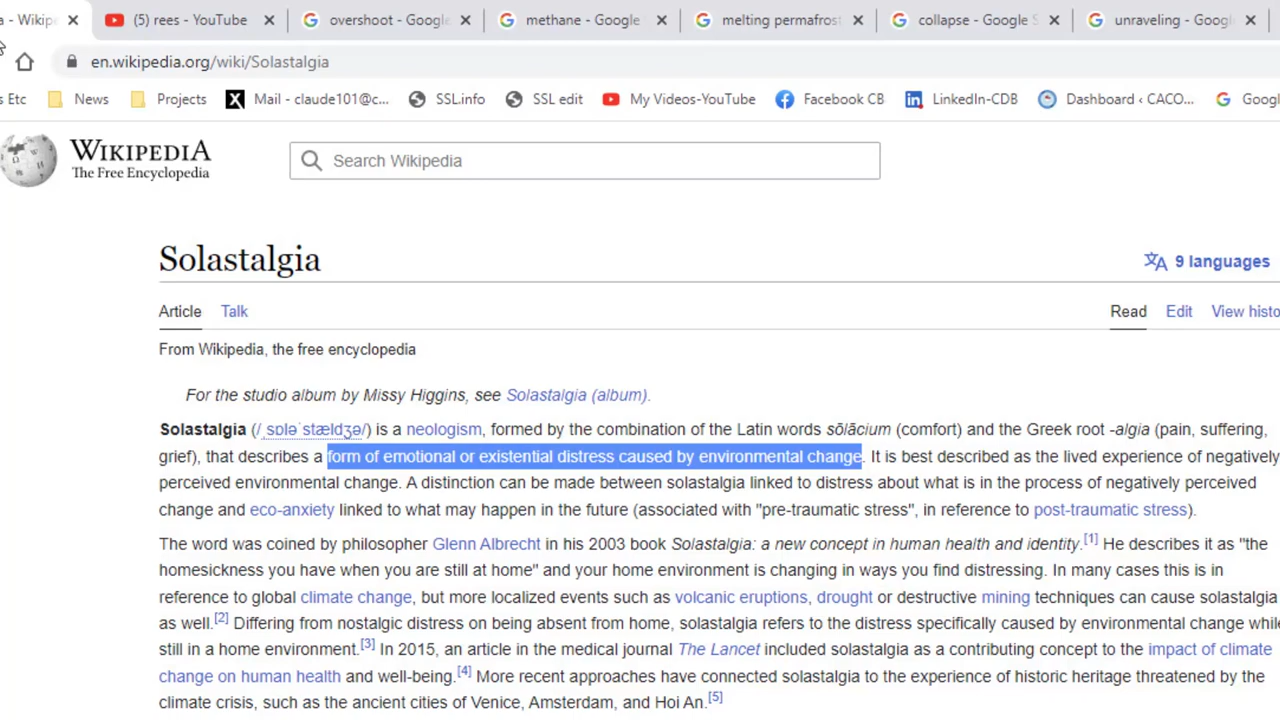 a - Wikipe
(5) rees - YouTube
overshoot - Google
methane - Google
melting permafrost
collapse - Google S
unraveling - Googl
en.wikipedia.org/wiki/Solastalgia
s Etc
News
Projects
Mail - claude101@c...
SSL.info
SSL edit
My Videos-YouTube
Facebook CB
LinkedIn-CDB
Dashboard ‹ CACO...
Googl
WIKIPEDIA
The Free Encyclopedia
Search Wikipedia
Solastalgia
9 languages
Article
Talk
Read
Edit
View histo
From Wikipedia, the free encyclopedia
For the studio album by Missy Higgins, see Solastalgia (album).
Solastalgia (/ˌsɒləˈstældʒə/) is a neologism, formed by the combination of the Latin words sōlācium (comfort) and the Greek root -algia (pain, suffering,
grief), that describes a form of emotional or existential distress caused by environmental change. It is best described as the lived experience of negatively
perceived environmental change. A distinction can be made between solastalgia linked to distress about what is in the process of negatively perceived
change and eco-anxiety linked to what may happen in the future (associated with "pre-traumatic stress", in reference to post-traumatic stress).
The word was coined by philosopher Glenn Albrecht in his 2003 book Solastalgia: a new concept in human health and identity.[1] He describes it as "the
homesickness you have when you are still at home" and your home environment is changing in ways you find distressing. In many cases this is in
reference to global climate change, but more localized events such as volcanic eruptions, drought or destructive mining techniques can cause solastalgia
as well.[2] Differing from nostalgic distress on being absent from home, solastalgia refers to the distress specifically caused by environmental change while
still in a home environment.[3] In 2015, an article in the medical journal The Lancet included solastalgia as a contributing concept to the impact of climate
change on human health and well-being.[4] More recent approaches have connected solastalgia to the experience of historic heritage threatened by the
climate crisis, such as the ancient cities of Venice, Amsterdam, and Hoi An.[5]